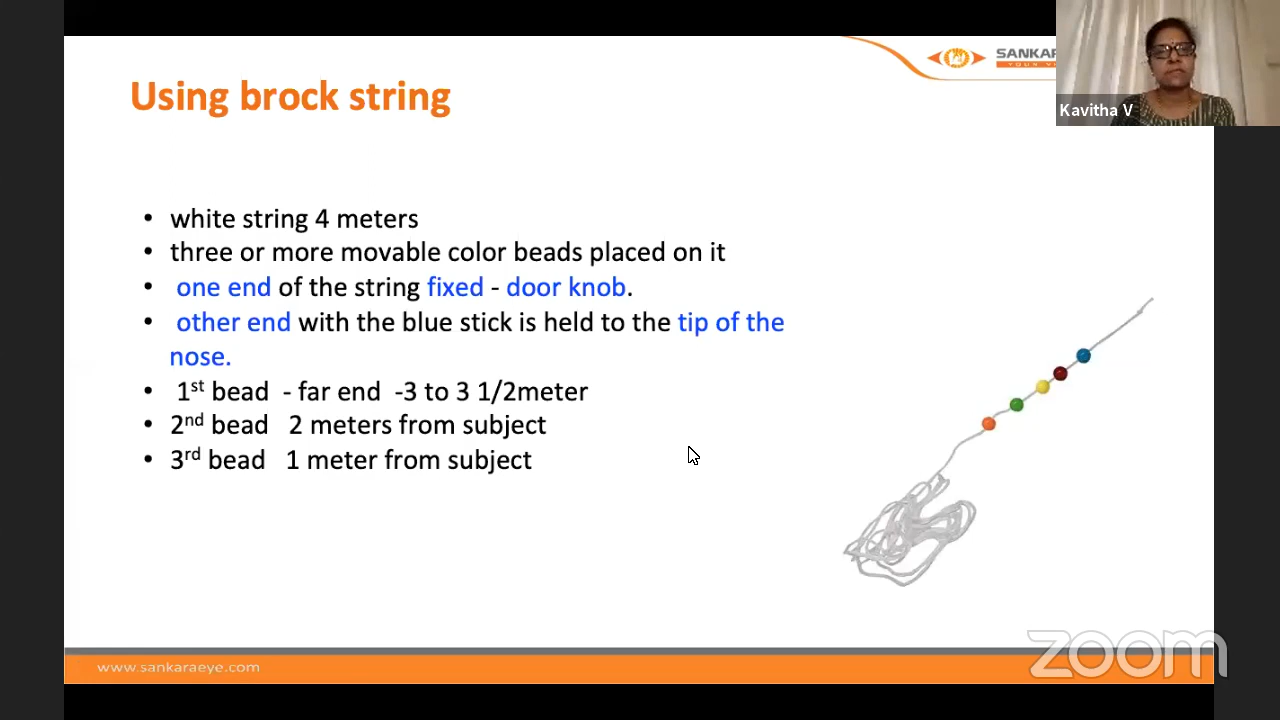 SANKARA
Kavitha V
Using brock string
• white string 4 meters
• three or more movable color beads placed on it
• one end of the string fixed - door knob.
• other end with the blue stick is held to the tip of the
nose.
• 1st bead - far end -3 to 3 1/2meter
• 2nd bead 2 meters from subject
• 3rd bead 1 meter from subject
www.sankaraeye.com
zoom